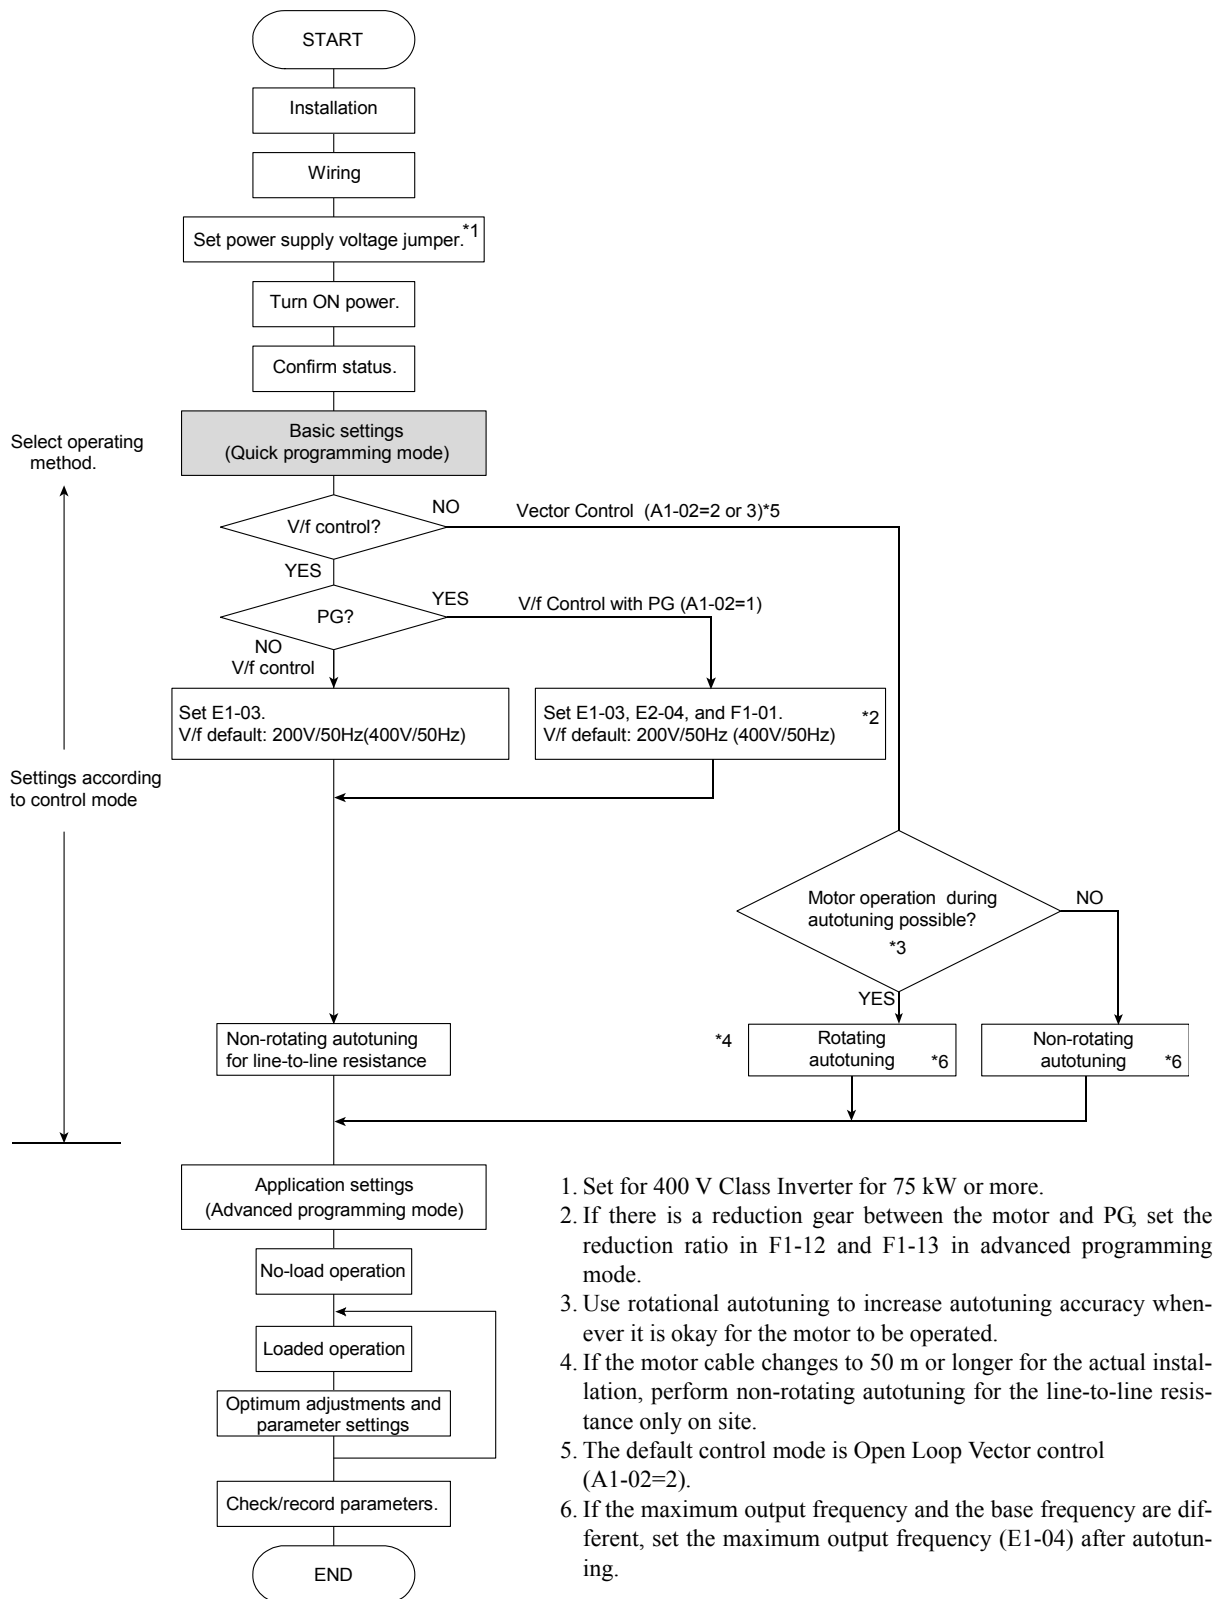 START
Installation
Wiring
Set power supply voltage jumper.*1
Turn ON power.
Confirm status.
Basic settings
(Quick programming mode)
Select operating
method.
NO
Vector Control (A1-02=2 or 3)*5
V/f control?
YES
YES
V/f Control with PG (A1-02=1)
PG?
NO
V/f control
Set E1-03.
V/f default: 200V/50Hz(400V/50Hz)
Set E1-03, E2-04, and F1-01. *2
V/f default: 200V/50Hz (400V/50Hz)
Settings according
to control mode
Motor operation during
autotuning possible?
*3
NO
YES
Non-rotating autotuning
for line-to-line resistance
*4
Rotating
autotuning *6
Non-rotating
autotuning *6
Application settings
(Advanced programming mode)
No-load operation
Loaded operation
Optimum adjustments and
parameter settings
Check/record parameters.
END
1. Set for 400 V Class Inverter for 75 kW or more.
2. If there is a reduction gear between the motor and PG, set the
reduction ratio in F1-12 and F1-13 in advanced programming
mode.
3. Use rotational autotuning to increase autotuning accuracy when-
ever it is okay for the motor to be operated.
4. If the motor cable changes to 50 m or longer for the actual instal-
lation, perform non-rotating autotuning for the line-to-line resis-
tance only on site.
5. The default control mode is Open Loop Vector control
(A1-02=2).
6. If the maximum output frequency and the base frequency are dif-
ferent, set the maximum output frequency (E1-04) after autotun-
ing.